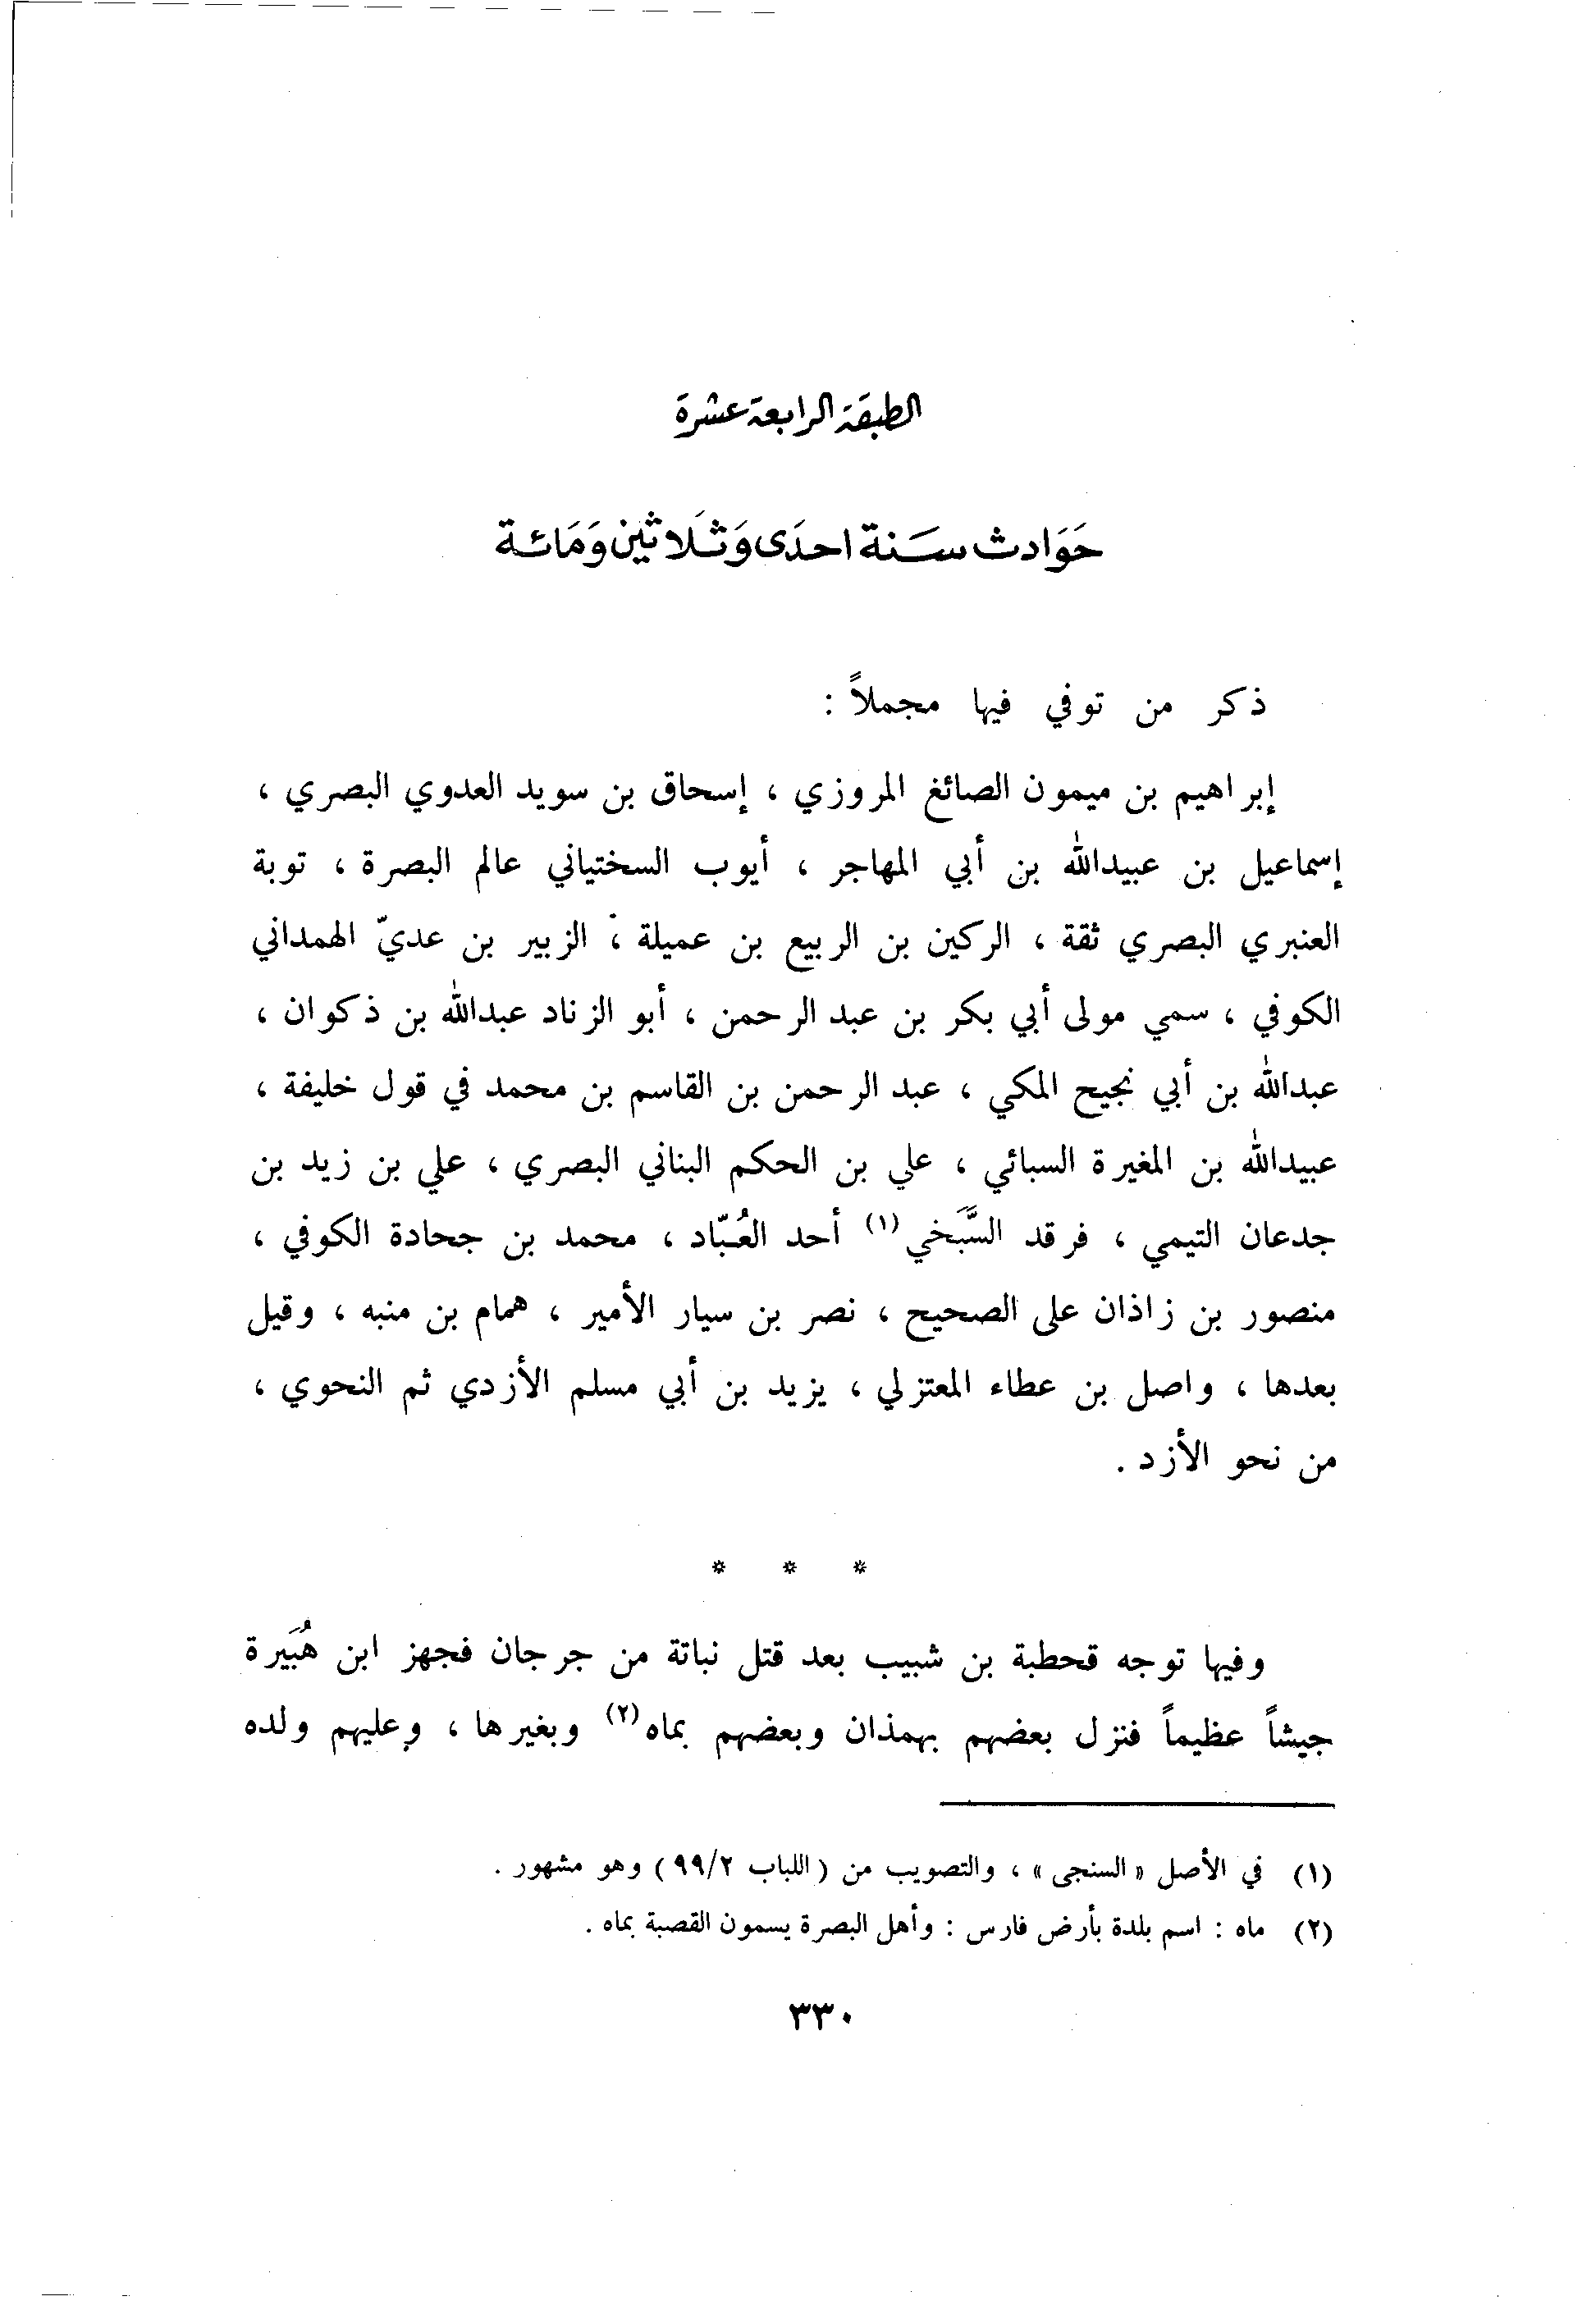 الطبقة الرابعة عشرة
حَوَادث سَنة احدَى وَثَلاثين وَمَائة
ذكر من توفي فيها مجملاً :
إبراهيم بن ميمون الصائغ المروزي ، إسحاق بن سويد العدوي البصري ،
إسماعيل بن عبيدالله بن أبي المهاجر ، أيوب السختياني عالم البصرة ، توبة
العنبري البصري ثقة ، الركين بن الربيع بن عميلة ، الزبير بن عديّ الهمداني
الكوفي ، سمي مولى أبي بكر بن عبد الرحمن ، أبو الزناد عبدالله بن ذكوان ،
عبدالله بن أبي نجيح المكي ، عبد الرحمن بن القاسم بن محمد في قول خليفة ،
عبيدالله بن المغيرة السبائي ، علي بن الحكم البناني البصري ، علي بن زيد بن
جدعان التيمي ، فرقد السَّبَخي (١) أحد العُبّاد ، محمد بن جحادة الكوفي ،
منصور بن زاذان على الصحيح ، نصر بن سيار الأمير ، همام بن منبه ، وقيل
بعدها ، واصل بن عطاء المعتزلي ، يزيد بن أبي مسلم الأزدي ثم النحوي ،
من نحو الأزد .
* * *
وفيها توجه قحطبة بن شبيب بعد قتل نباتة من جرجان فجهز ابن هُبَيرة
جيشاً عظيماً فنزل بعضهم بهمذان وبعضهم بماه (٢) وبغيرها ، وعليهم ولده
(١) في الأصل « السنجى » ، والتصويب من ( اللباب ٢/٩٩ ) وهو مشهور .
(٢) ماه : اسم بلدة بأرض فارس : وأهل البصرة يسمون القصبة بماه .
٣٣٠